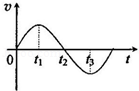 v
0 t₁ t₂ t₃ t